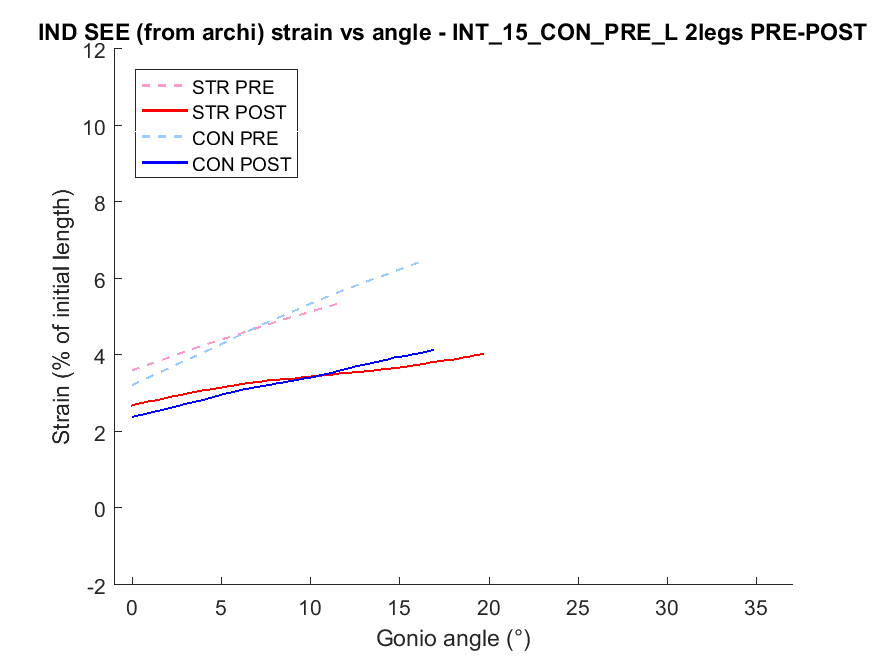 IND SEE (from archi) strain vs angle - INT_15_CON_PRE_L 2legs PRE-POST
12
10
8
6
4
2
0
-2
Strain (% of initial length)
STR PRE
STR POST
CON PRE
CON POST
0 5 10 15 20 25 30 35
Gonio angle (°)